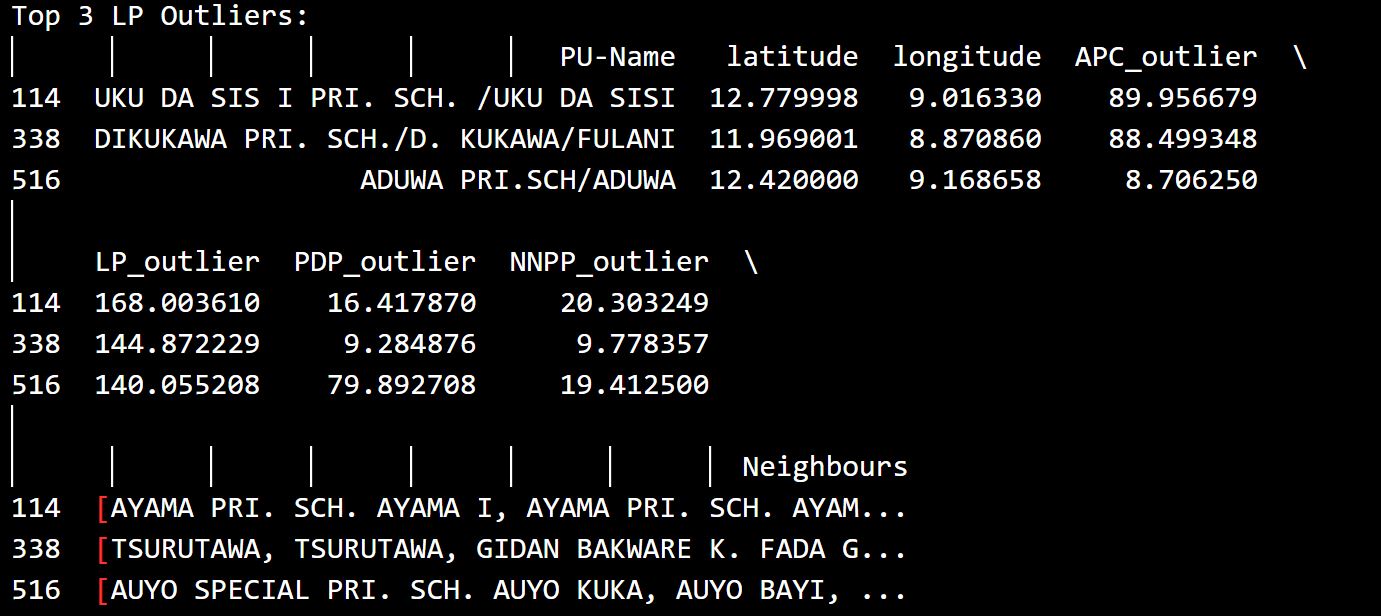 Top 3 LP Outliers:
PU-Name latitude longitude APC_outlier \
114 UKU DA SIS I PRI. SCH. /UKU DA SISI 12.779998 9.016330 89.956679
338 DIKUKAWA PRI. SCH./D. KUKAWA/FULANI 11.969001 8.870860 88.499348
516 ADUWA PRI.SCH/ADUWA 12.420000 9.168658 8.706250
LP_outlier PDP_outlier NNPP_outlier \
114 168.003610 16.417870 20.303249
338 144.872229 9.284876 9.778357
516 140.055208 79.892708 19.412500
Neighbours
114 [AYAMA PRI. SCH. AYAMA I, AYAMA PRI. SCH. AYAM...
338 [TSURUTAWA, TSURUTAWA, GIDAN BAKWARE K. FADA G...
516 [AUYO SPECIAL PRI. SCH. AUYO KUKA, AUYO BAYI, ...